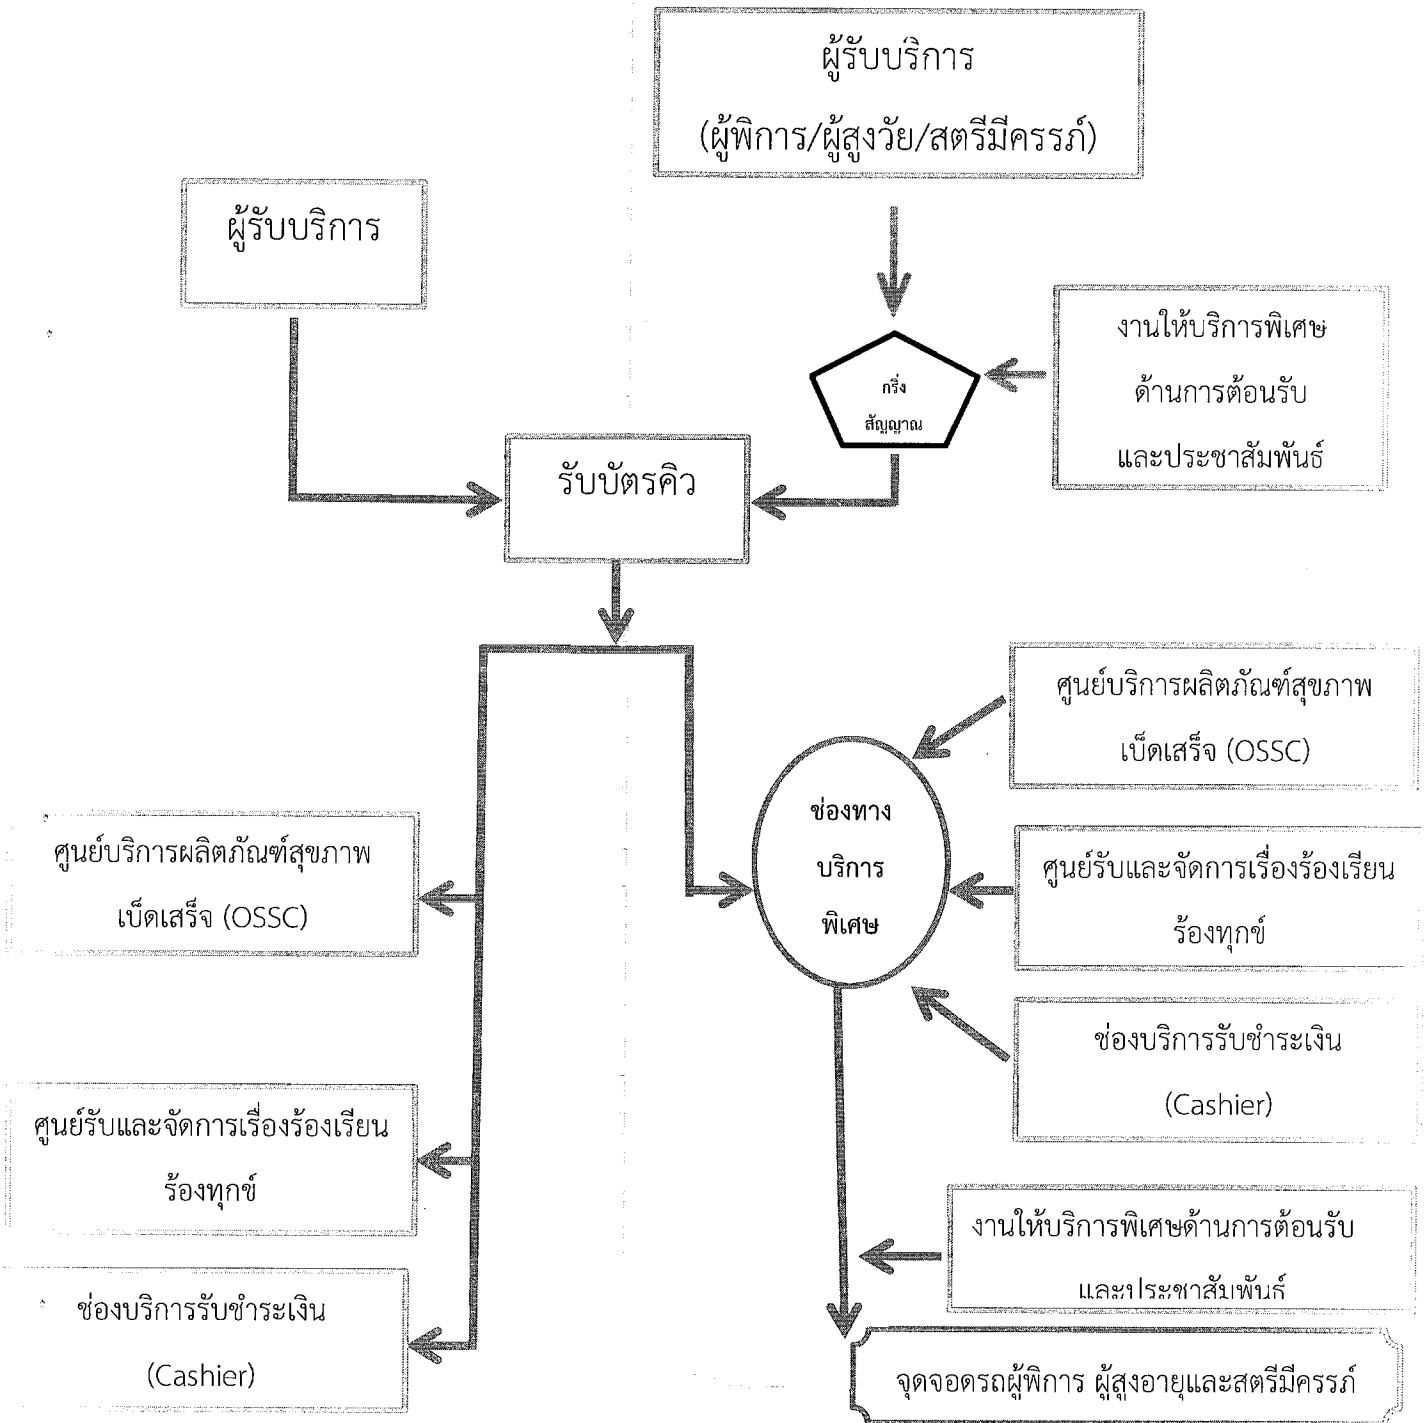 ผู้รับบริการ
(ผู้พิการ/ผู้สูงวัย/สตรีมีครรภ์)
ผู้รับบริการ
งานให้บริการพิเศษ
ด้านการต้อนรับ
และประชาสัมพันธ์
กริ่ง
สัญญาณ
รับบัตรคิว
ศูนย์บริการผลิตภัณฑ์สุขภาพ
เบ็ดเสร็จ (OSSC)
ช่องทาง
บริการ
พิเศษ
ศูนย์รับและจัดการเรื่องร้องเรียน
ร้องทุกข์
ช่องบริการรับชำระเงิน
(Cashier)
ศูนย์บริการผลิตภัณฑ์สุขภาพ
เบ็ดเสร็จ (OSSC)
ศูนย์รับและจัดการเรื่องร้องเรียน
ร้องทุกข์
ช่องบริการรับชำระเงิน
(Cashier)
งานให้บริการพิเศษด้านการต้อนรับ
และประชาสัมพันธ์
จุดจอดรถผู้พิการ ผู้สูงอายุและสตรีมีครรภ์